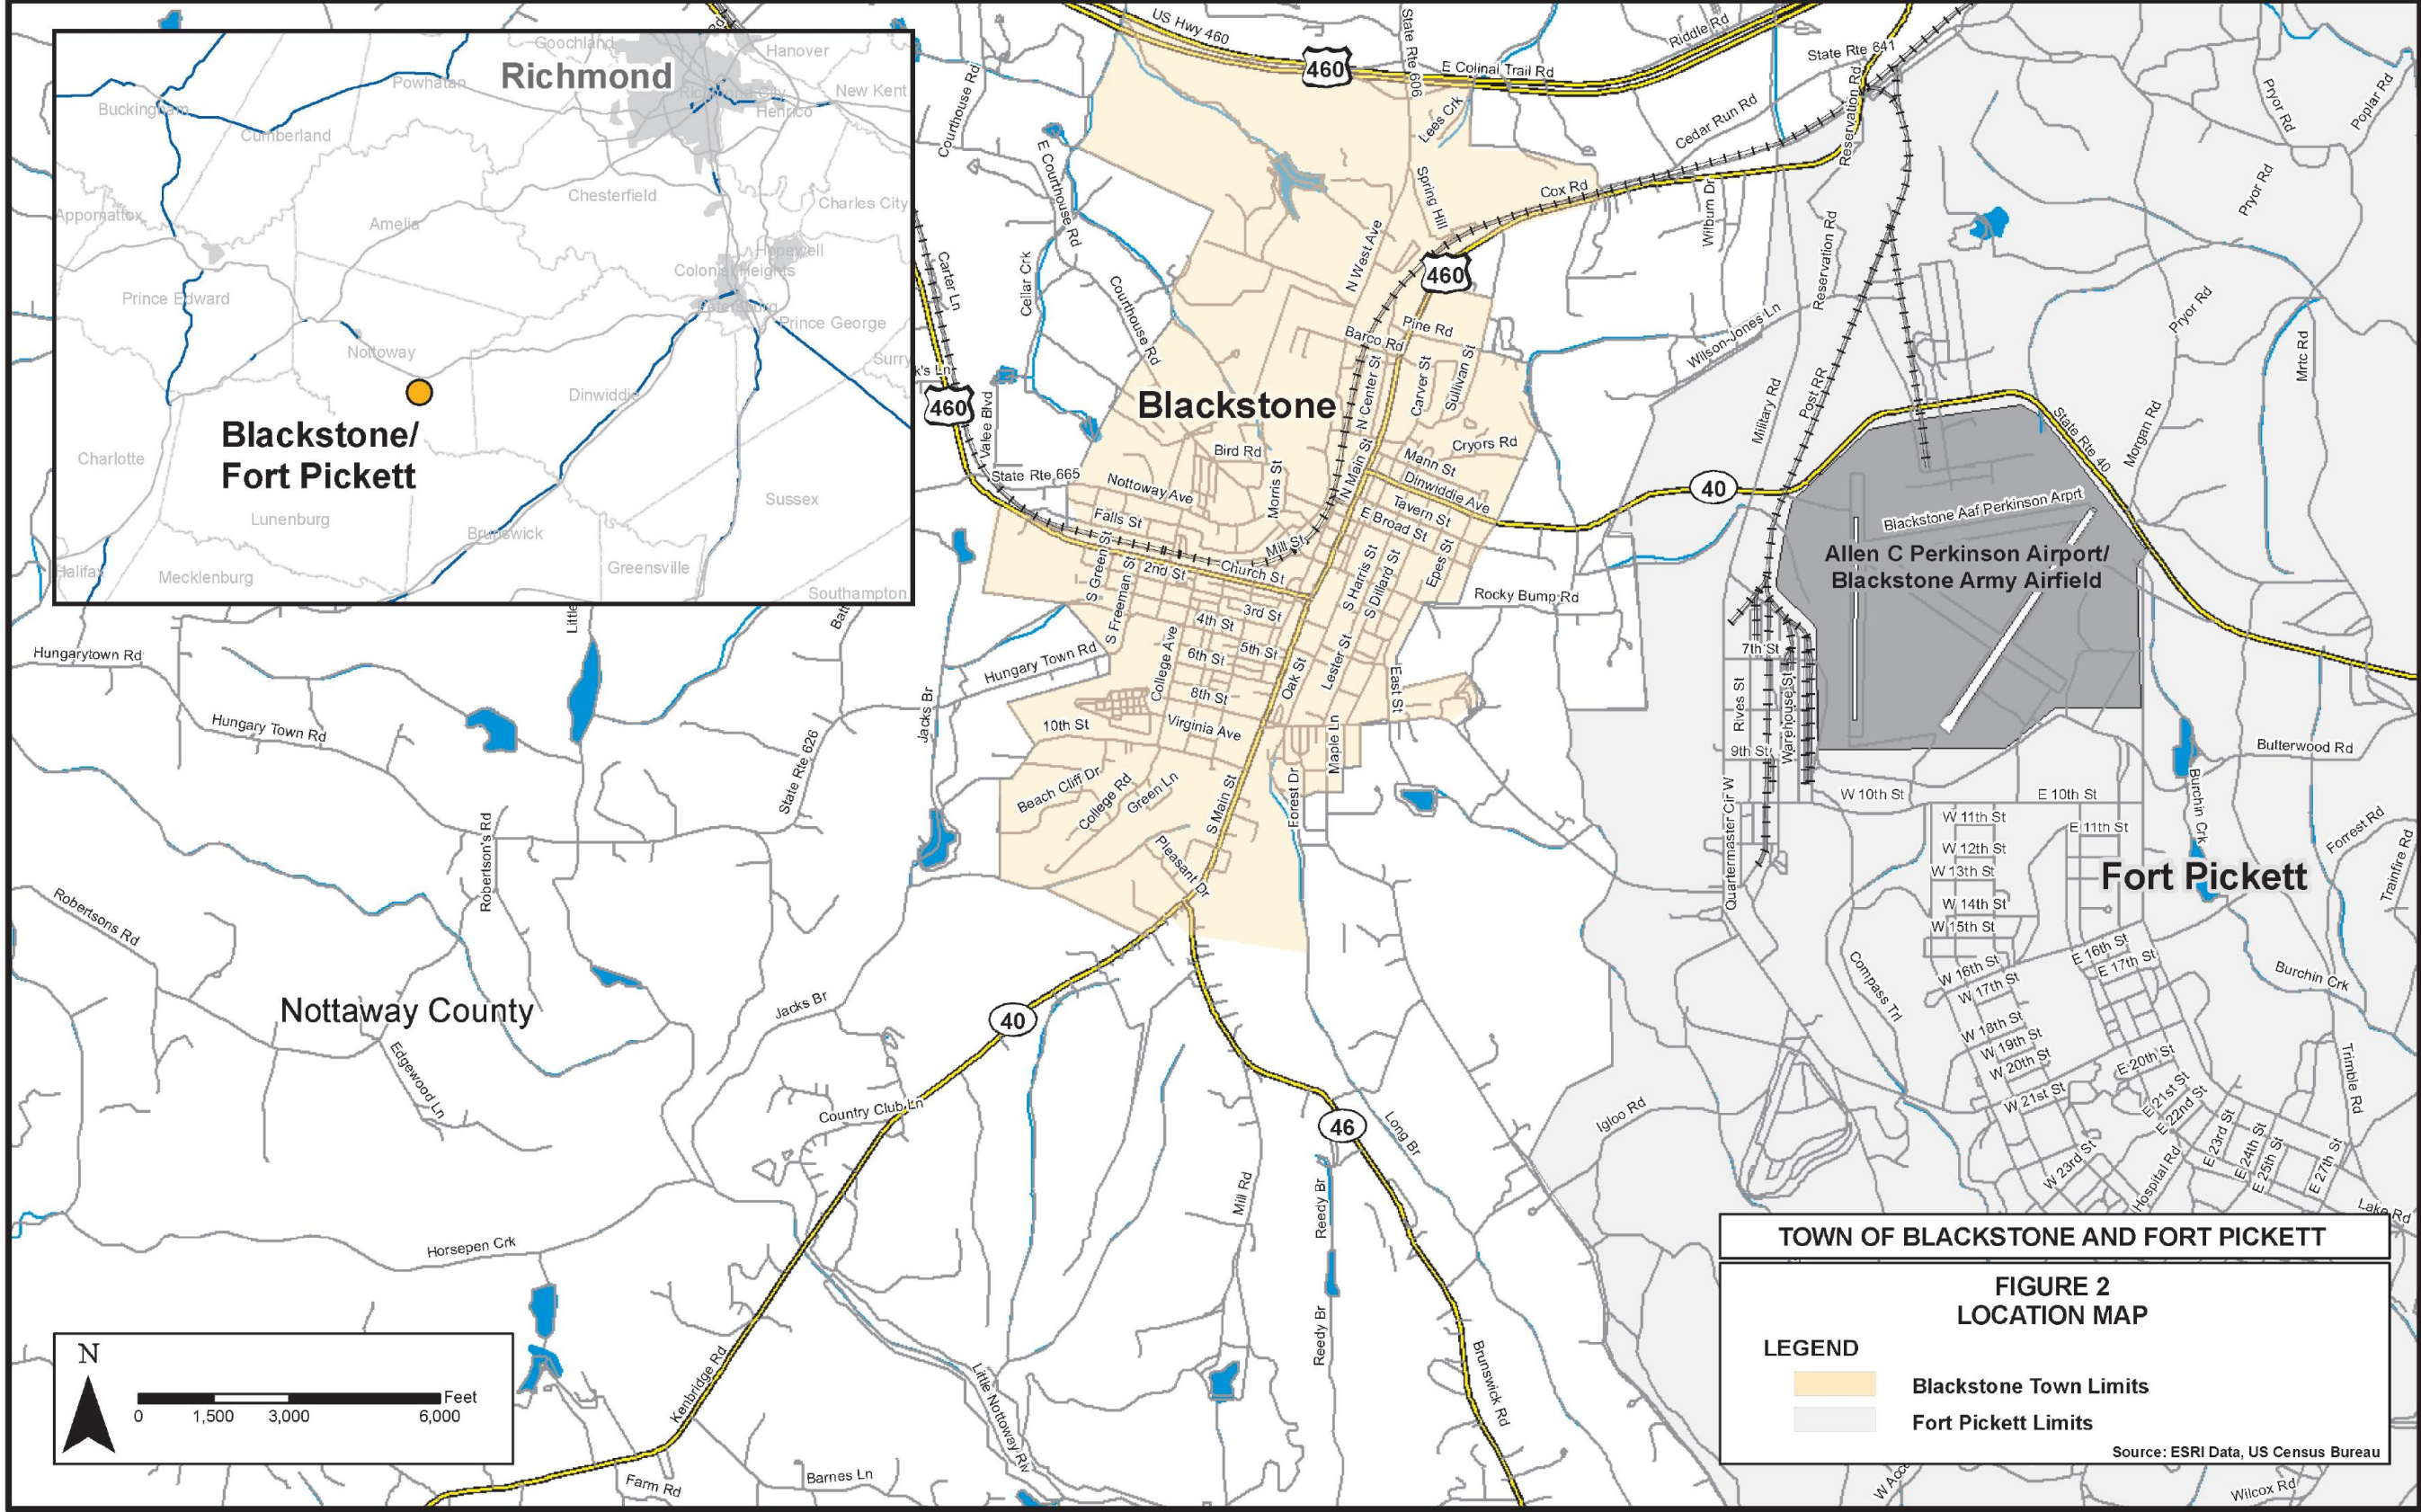 Goochland
Hanover
Richmond
Powhatan
Richmond City
New Kent
Buckingham
Henrico
Cumberland
Chesterfield
Charles City
Appomattox
Amelia
Hopewell
Colonial Heights
Prince Edward
Petersburg
Prince George
Nottoway
Surry
Dinwiddie
Blackstone/
Fort Pickett
Charlotte
Sussex
Lunenburg
Brunswick
Halifax
Mecklenburg
Greensville
Southampton
US Hwy 460
460
State Rte 606
E Colinal Trail Rd
Riddle Rd
State Rte 641
Reservation Rd
Pryor Rd
Poplar Rd
Courthouse Rd
E Courthouse Rd
Lees Crk
Cedar Run Rd
Cox Rd
Spring Hill
Wilburn Dr
Reservation Rd
Pryor Rd
N West Ave
460
Carter Ln
Cellar Crk
Courthouse Rd
Pine Rd
Barco Rd
Wilson-Jones Ln
Pryor Rd
Mrtc Rd
k's Ln
460
Valee Blvd
Blackstone
N Center St
Carver St
Sullivan St
Military Rd
Post RR
Morgan Rd
State Rte 40
Bird Rd
Cryors Rd
Mann St
State Rte 665
Nottoway Ave
Morris St
N Main St
Dinwiddie Ave
40
Tavern St
E Broad St
Falls St
Mill St
Blackstone Aaf Perkinson Arprt
Allen C Perkinson Airport/
Blackstone Army Airfield
S Green St
2nd St
Church St
S Freeman St
S Harris St
S Dillard St
Epes St
Rocky Bump Rd
3rd St
4th St
5th St
6th St
8th St
College Ave
Oak St
Lester St
East St
Little
Batt
Hungarytown Rd
Hungary Town Rd
Hungary Town Rd
7th St
Rives St
Warehouse St
9th St
10th St
Virginia Ave
Maple Ln
Jacks Br
State Rte 626
Butterwood Rd
Burchin Crk
Beach Cliff Dr
College Rd
Green Ln
S Main St
Forest Dr
Quartermaster Cir W
W 10th St
E 10th St
W 11th St
E 11th St
W 12th St
W 13th St
W 14th St
W 15th St
Forrest Rd
Trainfire Rd
Fort Pickett
Robertson's Rd
Pleasant Dr
Robertsons Rd
Nottaway County
Jacks Br
40
Compass Trl
W 16th St
W 17th St
E 16th St
E 17th St
Burchin Crk
W 18th St
W 19th St
W 20th St
E 20th St
W 21st St
E 21st St
E 22nd St
Trimble Rd
Edgewood Ln
Country Club Ln
46
Long Br
Igloo Rd
W 23rd St
Hospital Rd
E 23rd St
E 24th St
E 25th St
E 27th St
Lake Rd
Mill Rd
Reedy Br
Horsepen Crk
Reedy Br
Kenbridge Rd
Little Nottoway Riv
Brunswick Rd
Farm Rd
Barnes Ln
Wilcox Rd
N
Feet
0 1,500 3,000 6,000
TOWN OF BLACKSTONE AND FORT PICKETT
FIGURE 2
LOCATION MAP
LEGEND
Blackstone Town Limits
Fort Pickett Limits
Source: ESRI Data, US Census Bureau